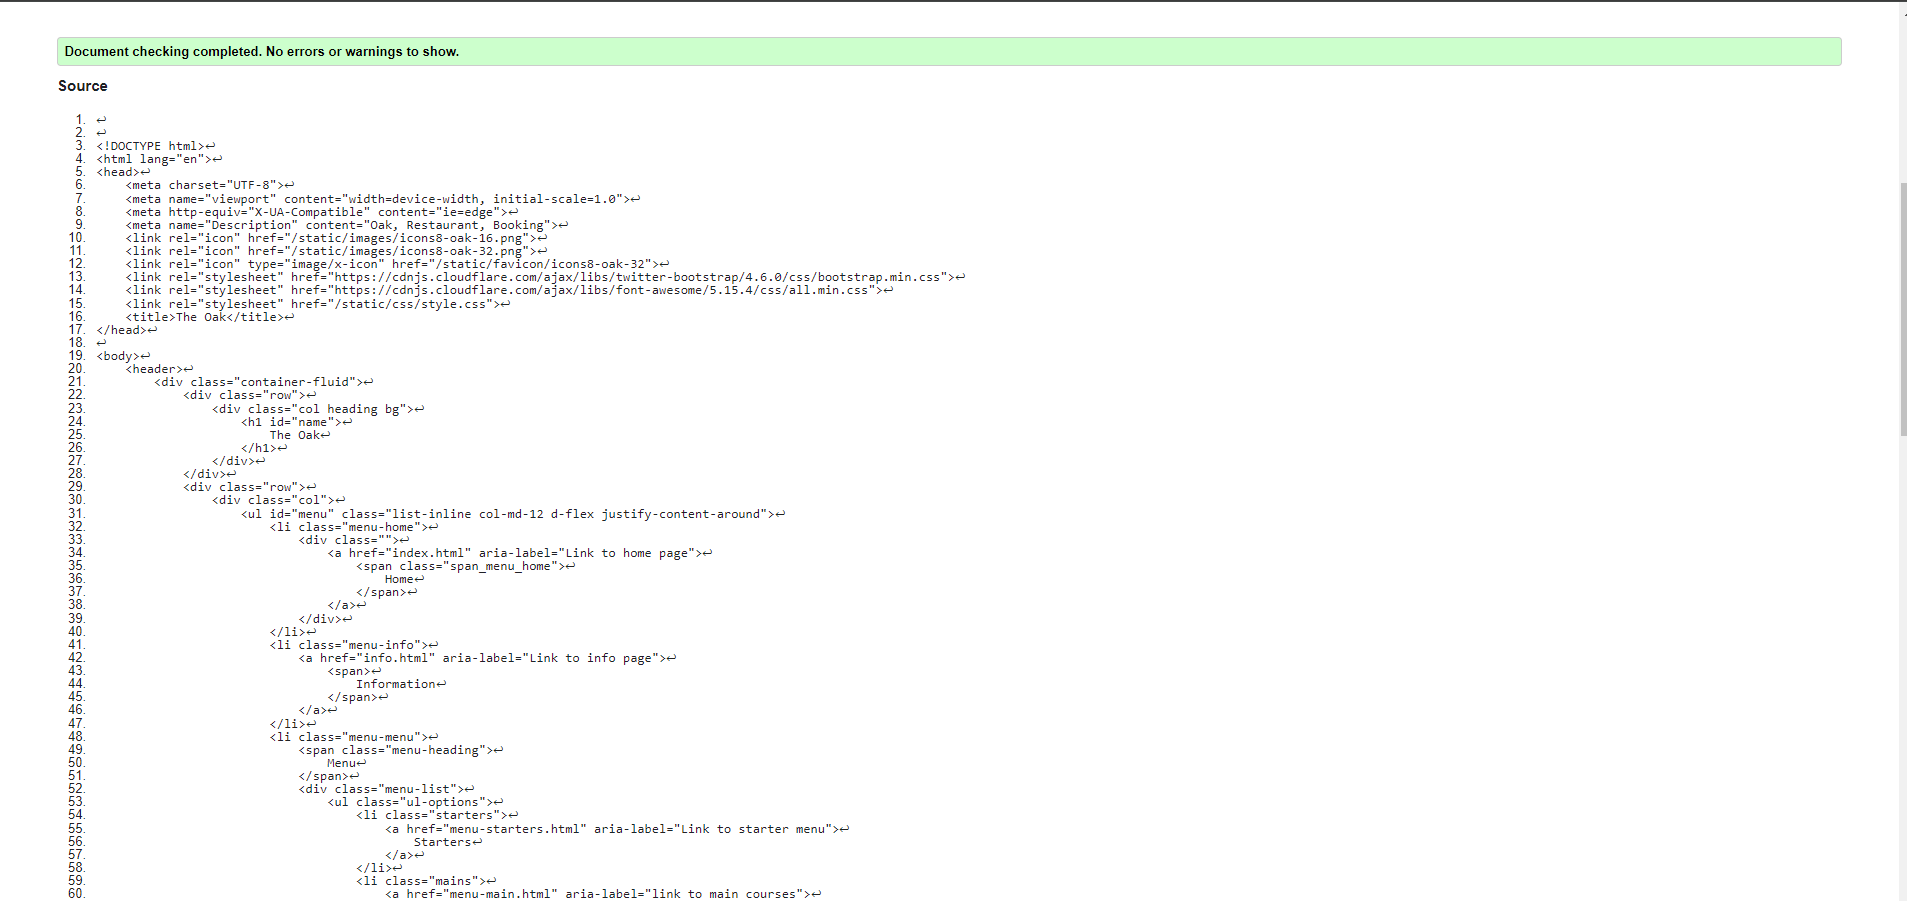 Document checking completed. No errors or warnings to show.
Source
1. ↩
2. ↩
3. <!DOCTYPE html>↩
4. <html lang="en">↩
5. <head>↩
6.     <meta charset="UTF-8">↩
7.     <meta name="viewport" content="width=device-width, initial-scale=1.0">↩
8.     <meta http-equiv="X-UA-Compatible" content="ie=edge">↩
9.     <meta name="Description" content="Oak, Restaurant, Booking">↩
10.     <link rel="icon" href="/static/images/icons8-oak-16.png">↩
11.     <link rel="icon" href="/static/images/icons8-oak-32.png">↩
12.     <link rel="icon" type="image/x-icon" href="/static/favicon/icons8-oak-32">↩
13.     <link rel="stylesheet" href="https://cdnjs.cloudflare.com/ajax/libs/twitter-bootstrap/4.6.0/css/bootstrap.min.css">↩
14.     <link rel="stylesheet" href="https://cdnjs.cloudflare.com/ajax/libs/font-awesome/5.15.4/css/all.min.css">↩
15.     <link rel="stylesheet" href="/static/css/style.css">↩
16.     <title>The Oak</title>↩
17. </head>↩
18. ↩
19. <body>↩
20.     <header>↩
21.         <div class="container-fluid">↩
22.             <div class="row">↩
23.                 <div class="col heading bg">↩
24.                     <h1 id="name">↩
25.                         The Oak↩
26.                     </h1>↩
27.                 </div>↩
28.             </div>↩
29.             <div class="row">↩
30.                 <div class="col">↩
31.                     <ul id="menu" class="list-inline col-md-12 d-flex justify-content-around">↩
32.                         <li class="menu-home">↩
33.                             <div class="">↩
34.                                 <a href="index.html" aria-label="Link to home page">↩
35.                                     <span class="span_menu_home">↩
36.                                         Home↩
37.                                     </span>↩
38.                                 </a>↩
39.                             </div>↩
40.                         </li>↩
41.                         <li class="menu-info">↩
42.                             <a href="info.html" aria-label="Link to info page">↩
43.                                 <span>↩
44.                                     Information↩
45.                                 </span>↩
46.                             </a>↩
47.                         </li>↩
48.                         <li class="menu-menu">↩
49.                             <span class="menu-heading">↩
50.                                 Menu↩
51.                             </span>↩
52.                             <div class="menu-list">↩
53.                                 <ul class="ul-options">↩
54.                                     <li class="starters">↩
55.                                         <a href="menu-starters.html" aria-label="Link to starter menu">↩
56.                                             Starters↩
57.                                         </a>↩
58.                                     </li>↩
59.                                     <li class="mains">↩
60.                                         <a href="menu-main.html" aria-label="link to main courses">↩